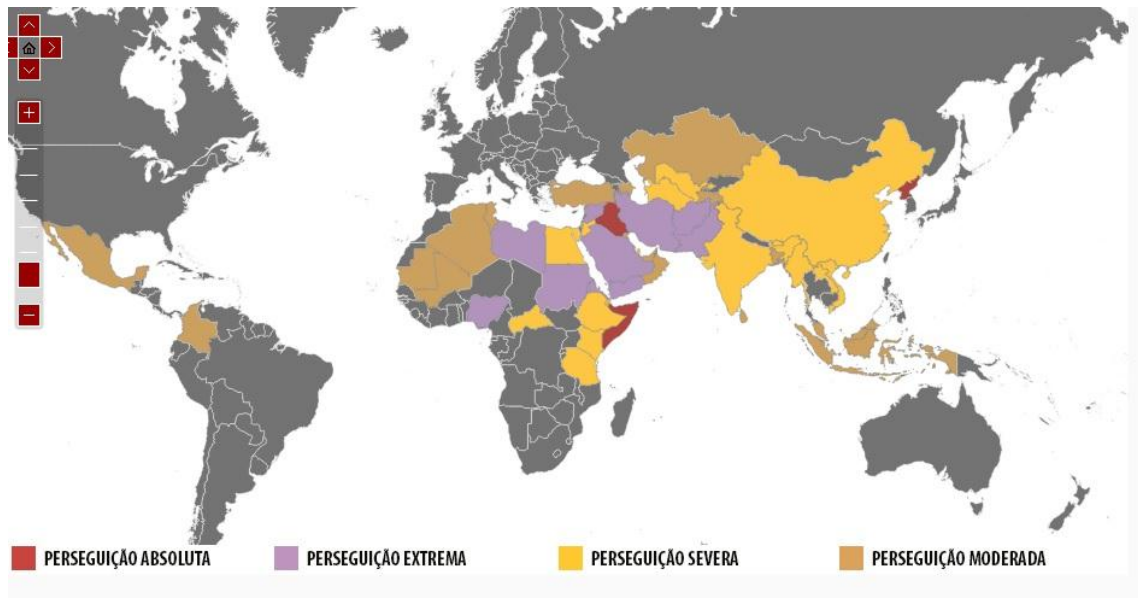 PERSEGUIÇÃO ABSOLUTA
PERSEGUIÇÃO EXTREMA
PERSEGUIÇÃO SEVERA
PERSEGUIÇÃO MODERADA